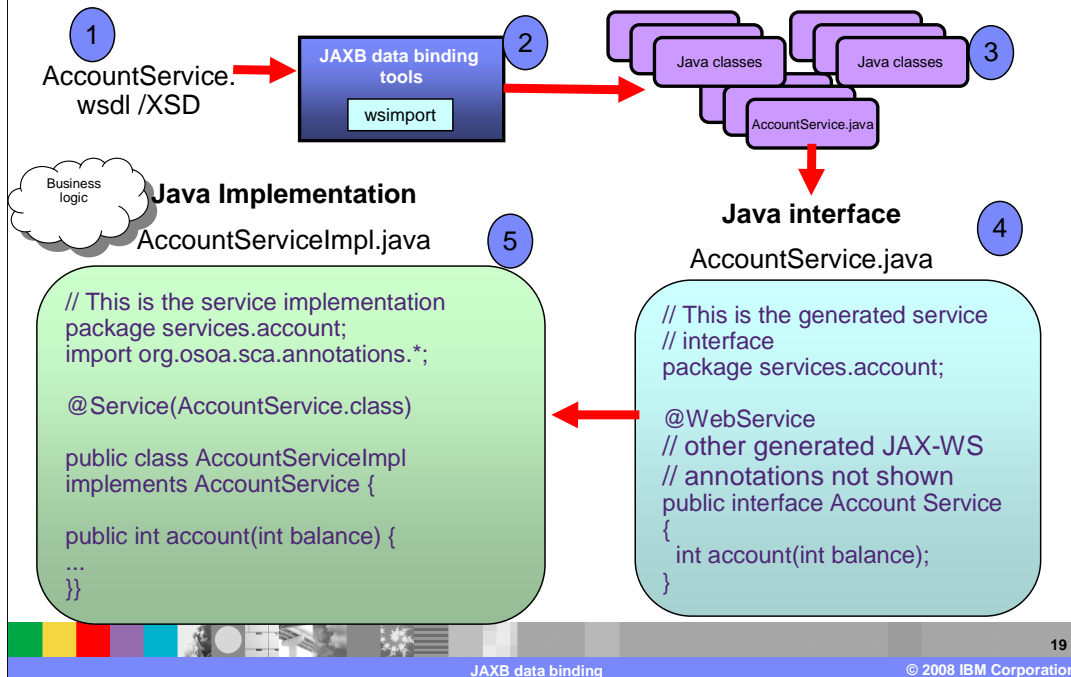 1
AccountService.
wsdl /XSD
JAXB data binding
tools
wsimport
2
Java classes
Java classes
AccountService.java
3
Business
logic
Java Implementation
AccountServiceImpl.java
5
// This is the service implementation
package services.account;
import org.osoa.sca.annotations.*;
@Service(AccountService.class)
public class AccountServiceImpl
implements AccountService {
public int account(int balance) {
...
}}
Java interface
AccountService.java
4
// This is the generated service
// interface
package services.account;
@WebService
// other generated JAX-WS
// annotations not shown
public interface Account Service
{
int account(int balance);
}
19
JAXB data binding
© 2008 IBM Corporation